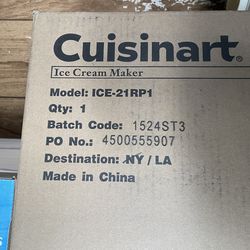 Cuisinart®
Ice Cream Maker
Model: ICE-21RP1
Qty: 1
Batch Code: 1524ST3
PO No.: 4500555907
Destination: NY / LA
Made in China